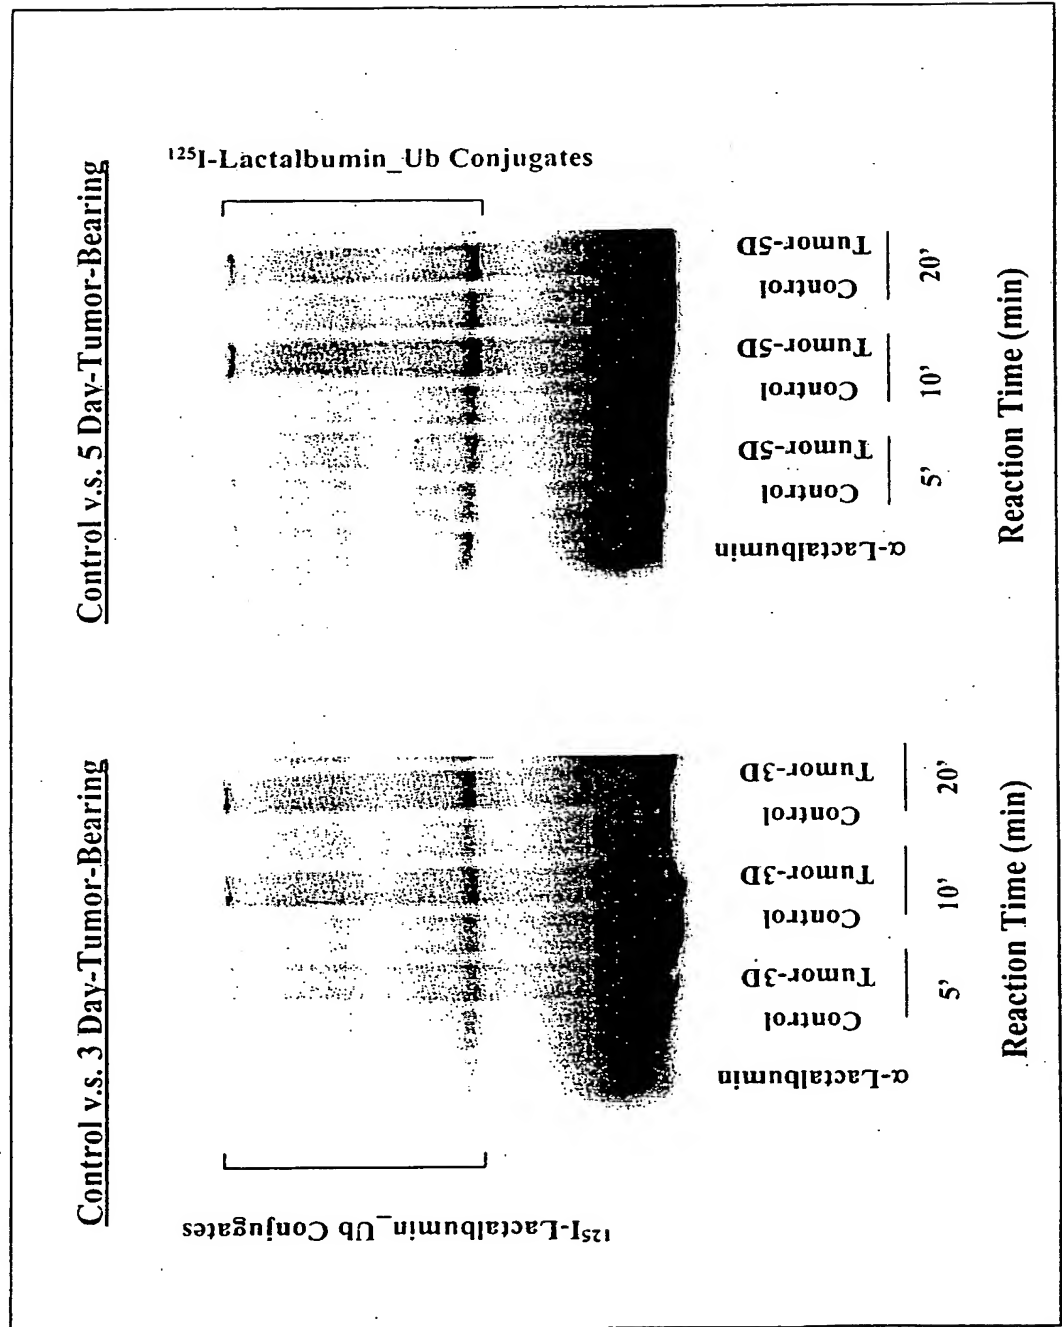 Control v.s. 3 Day-Tumor-Bearing
¹²⁵I-Lactalbumin_Ub Conjugates
α-Lactalbumin
Control
Tumor-3D
Control
Tumor-3D
Control
Tumor-3D
5'
10'
20'
Reaction Time (min)
Control v.s. 5 Day-Tumor-Bearing
¹²⁵I-Lactalbumin_Ub Conjugates
α-Lactalbumin
Control
Tumor-5D
Control
Tumor-5D
Control
Tumor-5D
5'
10'
20'
Reaction Time (min)